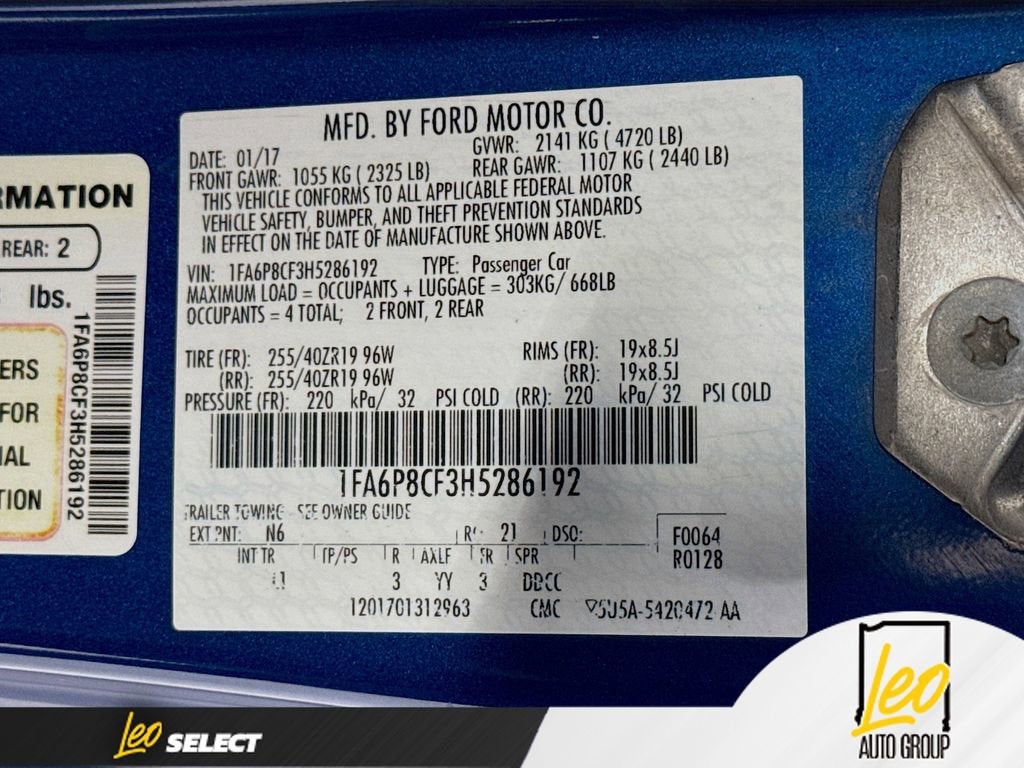 RMATION
REAR: 2
lbs.
1FA6P8CF3H5286192
ERS
FOR
IAL
TION
MFD. BY FORD MOTOR CO.
DATE: 01/17 GVWR: 2141 KG ( 4720 LB)
FRONT GAWR: 1055 KG ( 2325 LB) REAR GAWR: 1107 KG ( 2440 LB)
THIS VEHICLE CONFORMS TO ALL APPLICABLE FEDERAL MOTOR
VEHICLE SAFETY, BUMPER, AND THEFT PREVENTION STANDARDS
IN EFFECT ON THE DATE OF MANUFACTURE SHOWN ABOVE.
VIN: 1FA6P8CF3H5286192 TYPE: Passenger Car
MAXIMUM LOAD = OCCUPANTS + LUGGAGE = 303KG/ 668LB
OCCUPANTS = 4 TOTAL; 2 FRONT, 2 REAR
TIRE (FR): 255/40ZR19 96W RIMS (FR): 19x8.5J
(RR): 255/40ZR19 96W (RR): 19x8.5J
PRESSURE (FR): 220 kPa/ 32 PSI COLD (RR): 220 kPa/ 32 PSI COLD
1FA6P8CF3H5286192
TRAILER TOWING - SEE OWNER GUIDE
EXT PNT: N6 RC: 21 DSO: F0064
INT TR TP/PS R AXLE TR SPR R0128
3 YY 3
1201701312963 CMC 5U5A-5420472-AA
Leo SELECT
Leo
AUTO GROUP